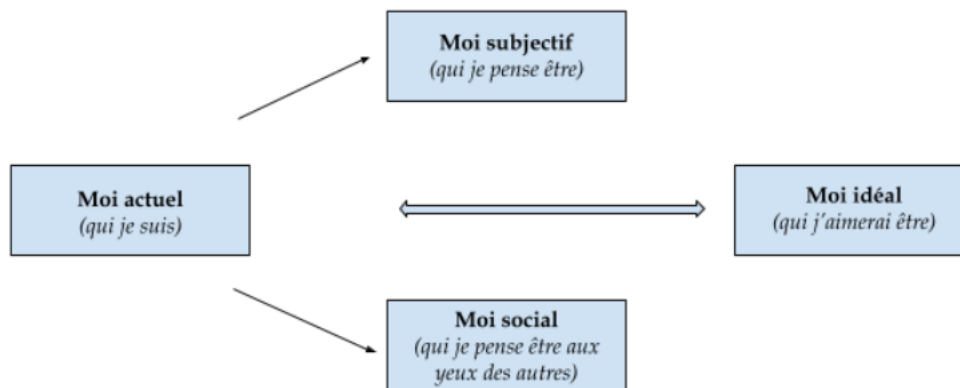 Moi subjectif
(qui je pense être)
Moi actuel
(qui je suis)
Moi idéal
(qui j'aimerai être)
Moi social
(qui je pense être aux
yeux des autres)